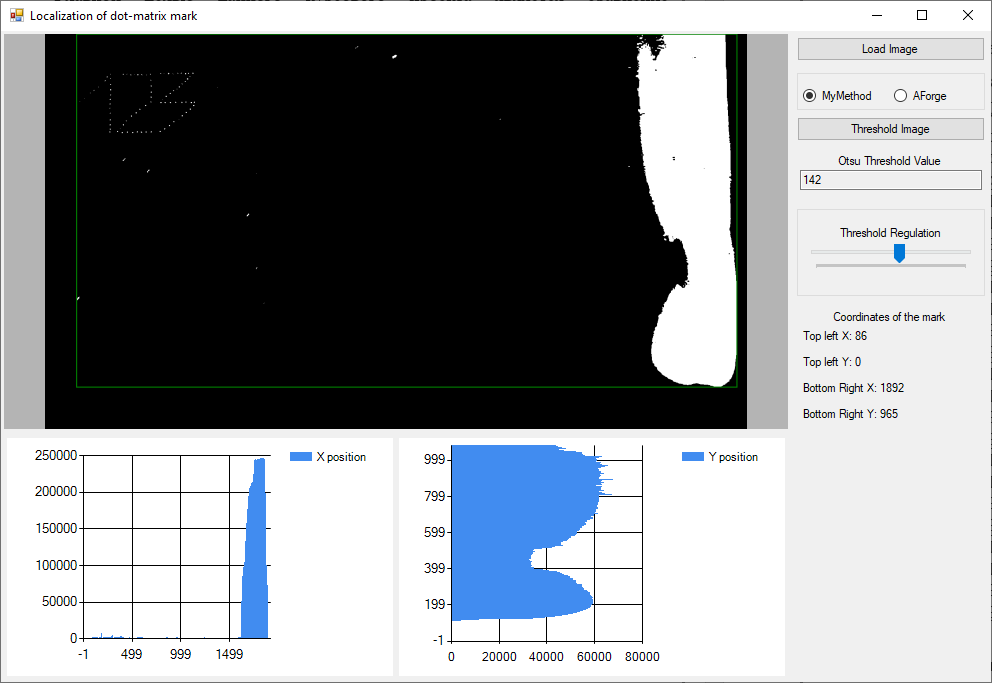 Localization of dot-matrix mark
Load Image
MyMethod
AForge
Threshold Image
Otsu Threshold Value
142
Threshold Regulation
Coordinates of the mark
Top left X: 86
Top left Y: 0
Bottom Right X: 1892
Bottom Right Y: 965
250000
200000
150000
100000
50000
0
-1
499
999
1499
X position
999
799
599
399
199
-1
0
20000
40000
60000
80000
Y position